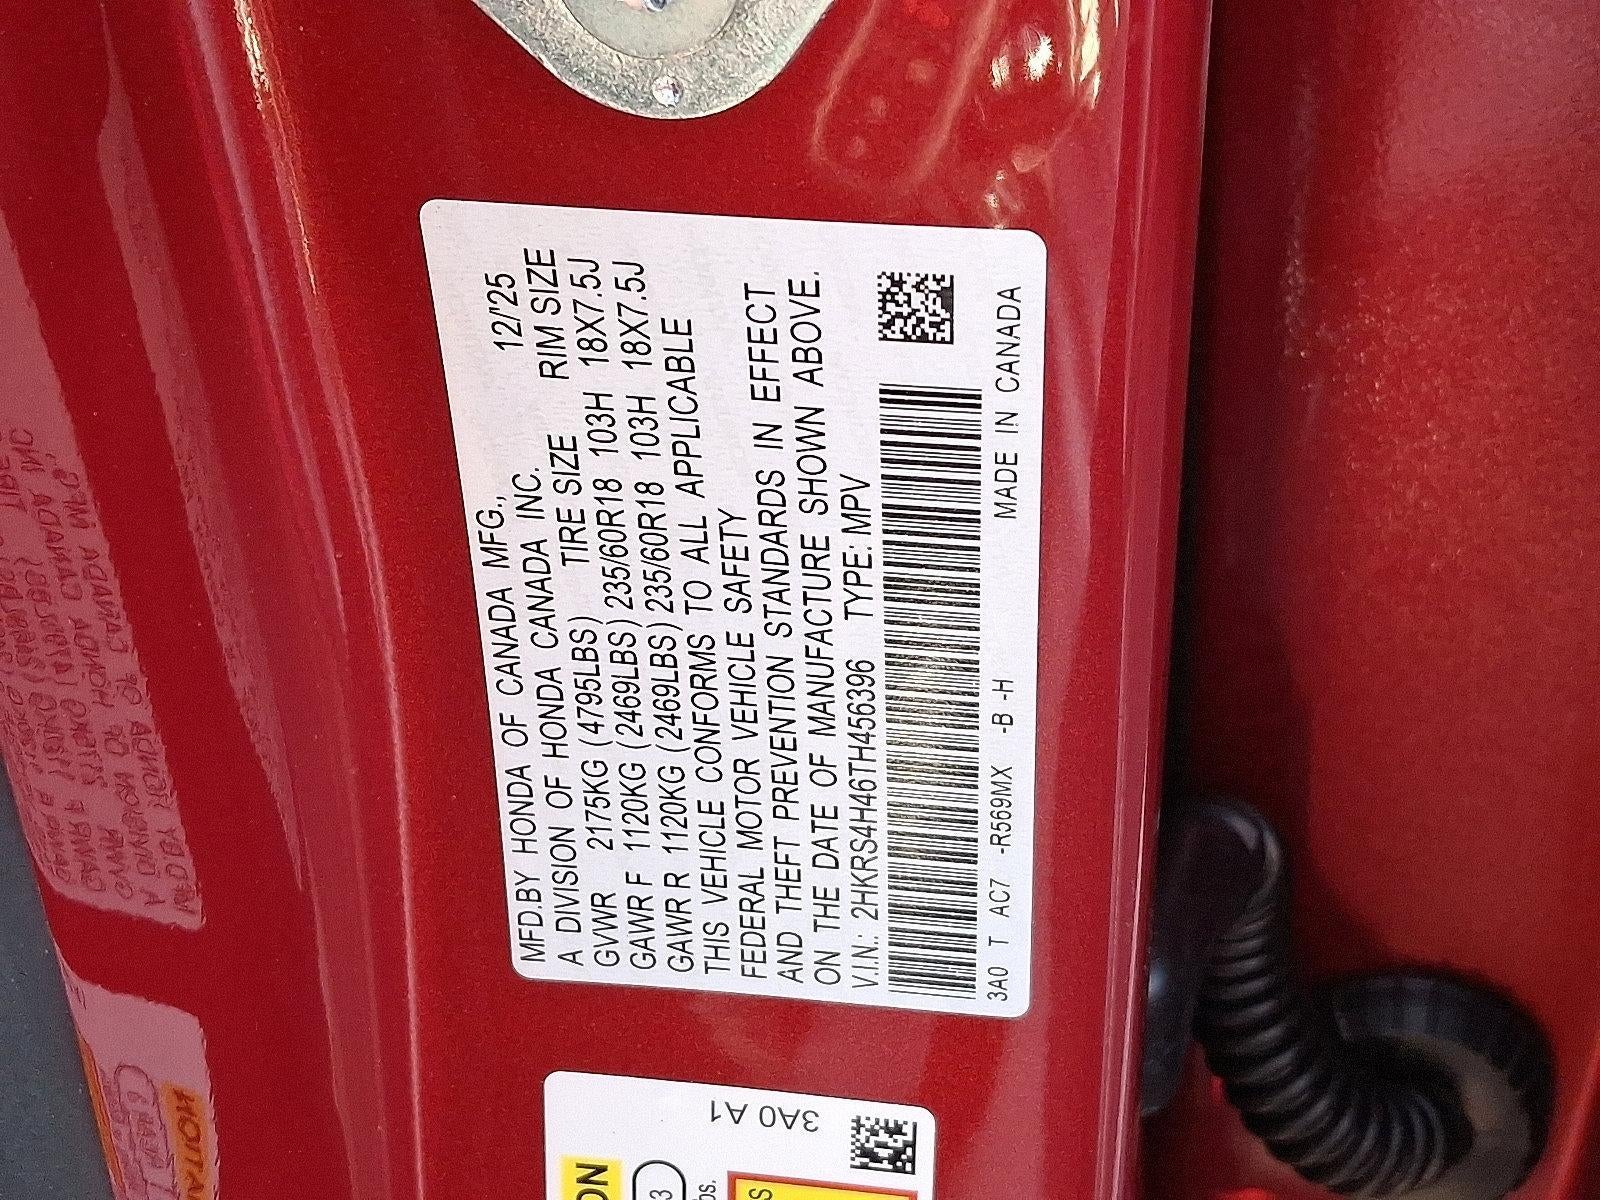 MFD.BY HONDA OF CANADA MFG., 12/'25
A DIVISION OF HONDA CANADA INC.
TIRE SIZE RIM SIZE
GVWR 2175KG (4795LBS)
GAWR F 1120KG (2469LBS) 235/60R18 103H 18X7.5J
GAWR R 1120KG (2469LBS) 235/60R18 103H 18X7.5J
THIS VEHICLE CONFORMS TO ALL APPLICABLE
FEDERAL MOTOR VEHICLE SAFETY
AND THEFT PREVENTION STANDARDS IN EFFECT
ON THE DATE OF MANUFACTURE SHOWN ABOVE.
V.I.N.: 2HKRS4H46TH456396 TYPE: MPV
3A0 T AC7 -R569MX -B -H MADE IN CANADA
3A0 A1